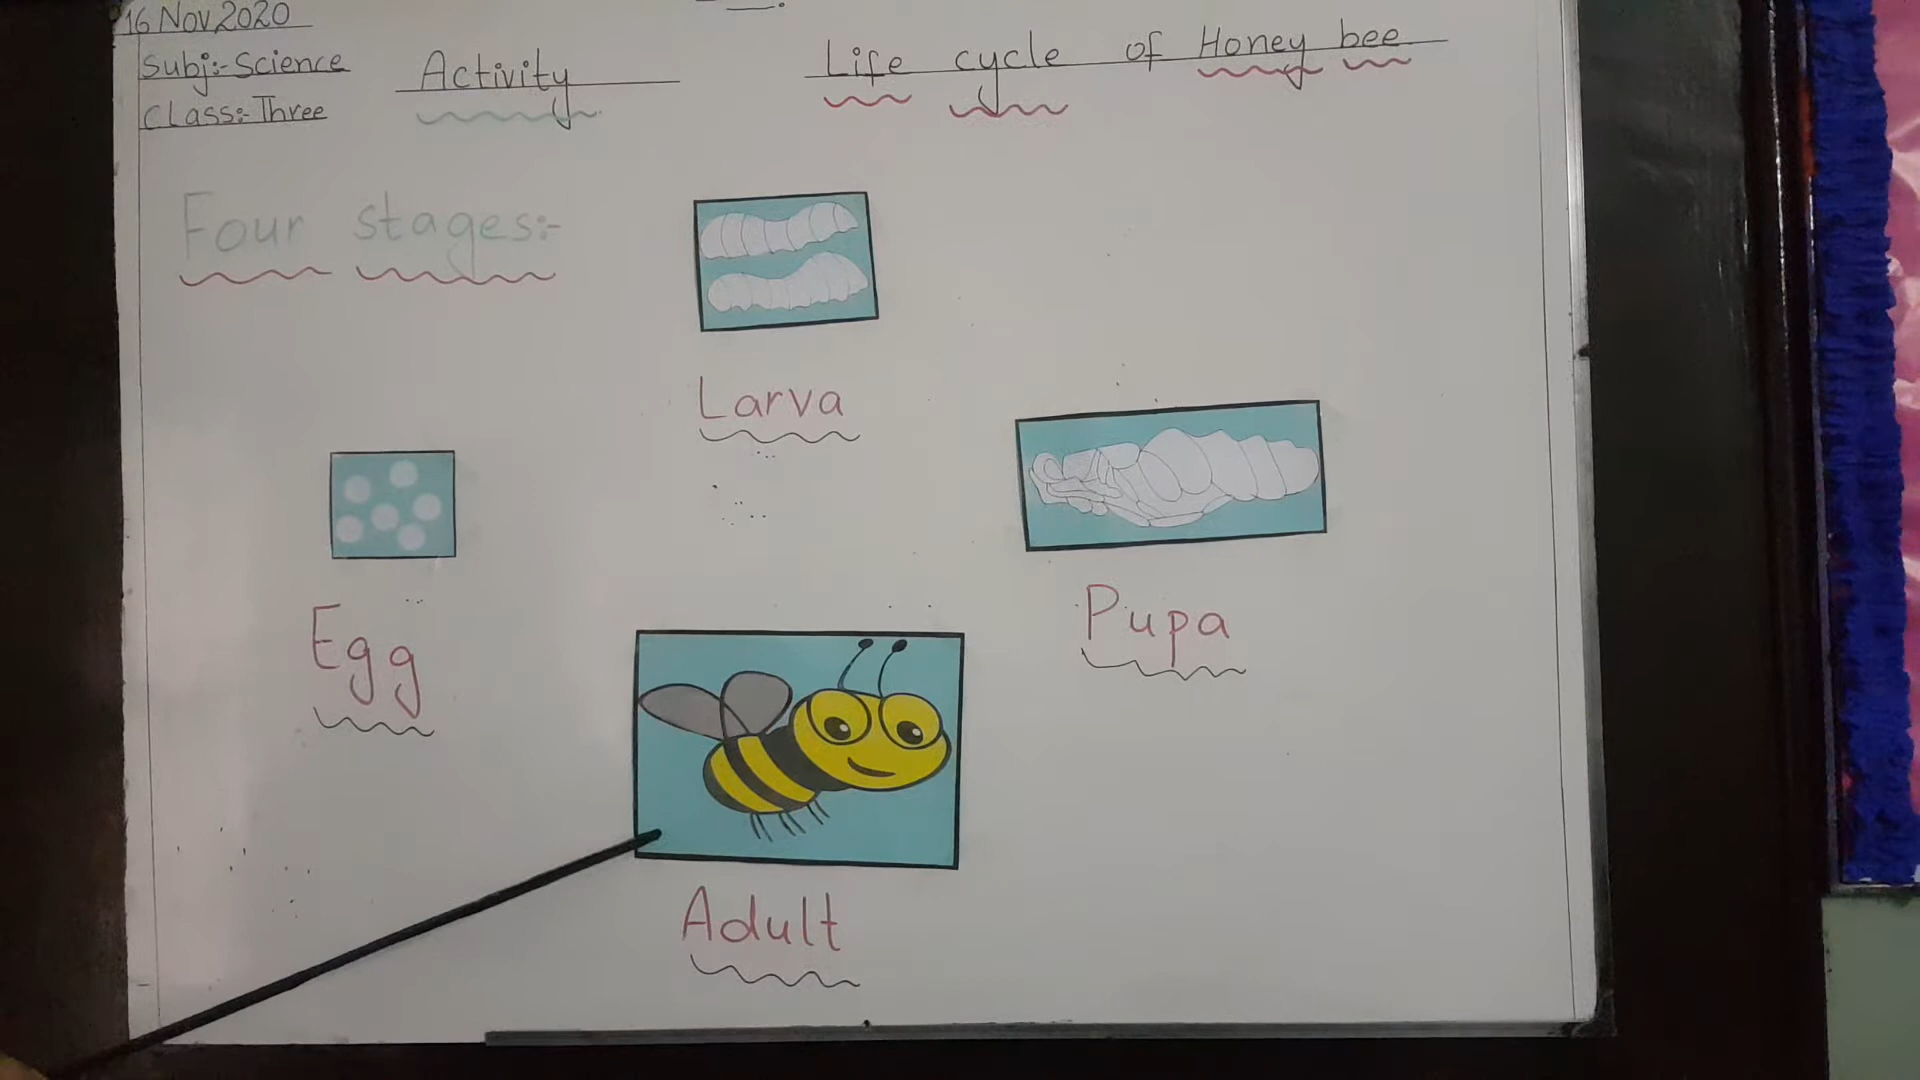 16 Nov 2020
Subj:- Science
Class:- Three
Activity
Life cycle of Honey bee
Four stages:-
Larva
Egg
Pupa
Adult